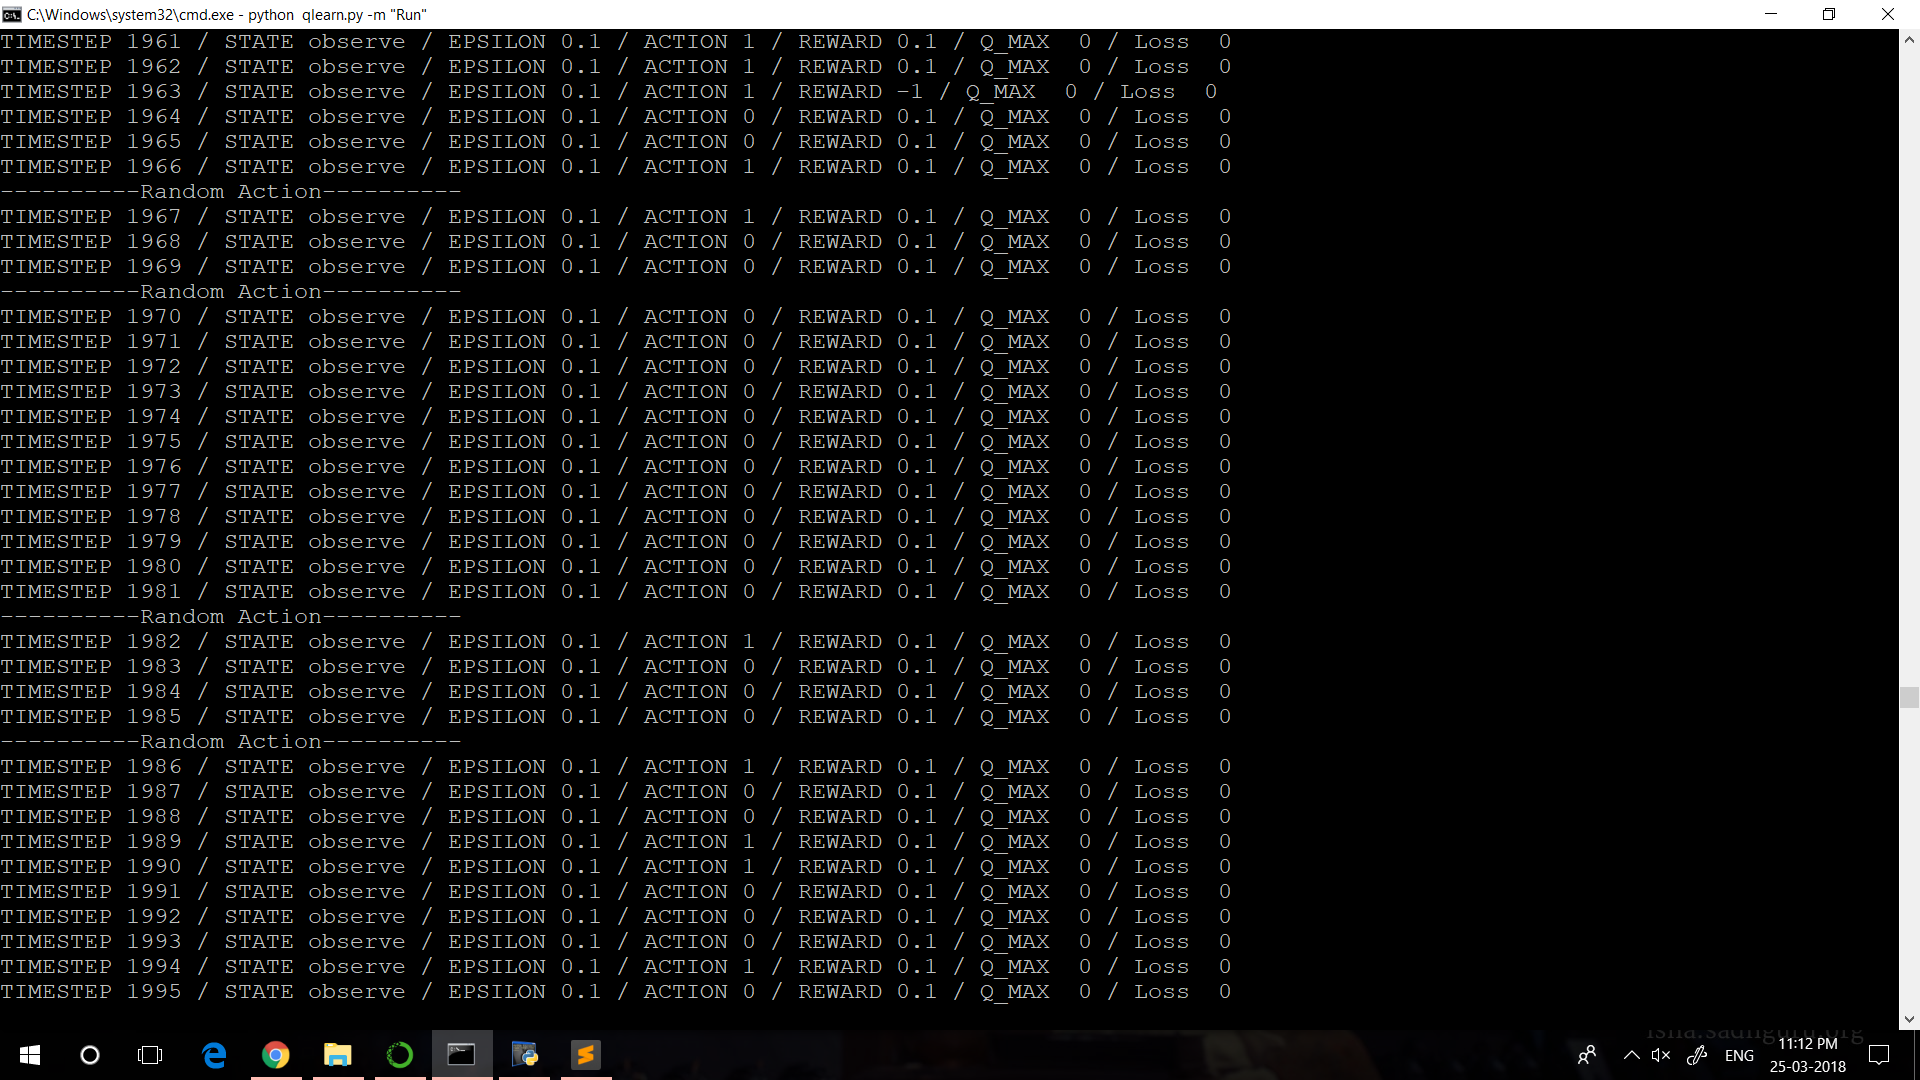 C:\Windows\system32\cmd.exe - python  qlearn.py -m "Run"
TIMESTEP 1961 / STATE observe / EPSILON 0.1 / ACTION 1 / REWARD 0.1 / Q_MAX  0 / Loss  0
TIMESTEP 1962 / STATE observe / EPSILON 0.1 / ACTION 1 / REWARD 0.1 / Q_MAX  0 / Loss  0
TIMESTEP 1963 / STATE observe / EPSILON 0.1 / ACTION 1 / REWARD -1 / Q_MAX  0 / Loss  0
TIMESTEP 1964 / STATE observe / EPSILON 0.1 / ACTION 0 / REWARD 0.1 / Q_MAX  0 / Loss  0
TIMESTEP 1965 / STATE observe / EPSILON 0.1 / ACTION 0 / REWARD 0.1 / Q_MAX  0 / Loss  0
TIMESTEP 1966 / STATE observe / EPSILON 0.1 / ACTION 1 / REWARD 0.1 / Q_MAX  0 / Loss  0
----------Random Action----------
TIMESTEP 1967 / STATE observe / EPSILON 0.1 / ACTION 1 / REWARD 0.1 / Q_MAX  0 / Loss  0
TIMESTEP 1968 / STATE observe / EPSILON 0.1 / ACTION 0 / REWARD 0.1 / Q_MAX  0 / Loss  0
TIMESTEP 1969 / STATE observe / EPSILON 0.1 / ACTION 0 / REWARD 0.1 / Q_MAX  0 / Loss  0
----------Random Action----------
TIMESTEP 1970 / STATE observe / EPSILON 0.1 / ACTION 0 / REWARD 0.1 / Q_MAX  0 / Loss  0
TIMESTEP 1971 / STATE observe / EPSILON 0.1 / ACTION 0 / REWARD 0.1 / Q_MAX  0 / Loss  0
TIMESTEP 1972 / STATE observe / EPSILON 0.1 / ACTION 0 / REWARD 0.1 / Q_MAX  0 / Loss  0
TIMESTEP 1973 / STATE observe / EPSILON 0.1 / ACTION 0 / REWARD 0.1 / Q_MAX  0 / Loss  0
TIMESTEP 1974 / STATE observe / EPSILON 0.1 / ACTION 0 / REWARD 0.1 / Q_MAX  0 / Loss  0
TIMESTEP 1975 / STATE observe / EPSILON 0.1 / ACTION 0 / REWARD 0.1 / Q_MAX  0 / Loss  0
TIMESTEP 1976 / STATE observe / EPSILON 0.1 / ACTION 0 / REWARD 0.1 / Q_MAX  0 / Loss  0
TIMESTEP 1977 / STATE observe / EPSILON 0.1 / ACTION 0 / REWARD 0.1 / Q_MAX  0 / Loss  0
TIMESTEP 1978 / STATE observe / EPSILON 0.1 / ACTION 0 / REWARD 0.1 / Q_MAX  0 / Loss  0
TIMESTEP 1979 / STATE observe / EPSILON 0.1 / ACTION 0 / REWARD 0.1 / Q_MAX  0 / Loss  0
TIMESTEP 1980 / STATE observe / EPSILON 0.1 / ACTION 0 / REWARD 0.1 / Q_MAX  0 / Loss  0
TIMESTEP 1981 / STATE observe / EPSILON 0.1 / ACTION 0 / REWARD 0.1 / Q_MAX  0 / Loss  0
----------Random Action----------
TIMESTEP 1982 / STATE observe / EPSILON 0.1 / ACTION 1 / REWARD 0.1 / Q_MAX  0 / Loss  0
TIMESTEP 1983 / STATE observe / EPSILON 0.1 / ACTION 0 / REWARD 0.1 / Q_MAX  0 / Loss  0
TIMESTEP 1984 / STATE observe / EPSILON 0.1 / ACTION 0 / REWARD 0.1 / Q_MAX  0 / Loss  0
TIMESTEP 1985 / STATE observe / EPSILON 0.1 / ACTION 0 / REWARD 0.1 / Q_MAX  0 / Loss  0
----------Random Action----------
TIMESTEP 1986 / STATE observe / EPSILON 0.1 / ACTION 1 / REWARD 0.1 / Q_MAX  0 / Loss  0
TIMESTEP 1987 / STATE observe / EPSILON 0.1 / ACTION 0 / REWARD 0.1 / Q_MAX  0 / Loss  0
TIMESTEP 1988 / STATE observe / EPSILON 0.1 / ACTION 0 / REWARD 0.1 / Q_MAX  0 / Loss  0
TIMESTEP 1989 / STATE observe / EPSILON 0.1 / ACTION 1 / REWARD 0.1 / Q_MAX  0 / Loss  0
TIMESTEP 1990 / STATE observe / EPSILON 0.1 / ACTION 1 / REWARD 0.1 / Q_MAX  0 / Loss  0
TIMESTEP 1991 / STATE observe / EPSILON 0.1 / ACTION 0 / REWARD 0.1 / Q_MAX  0 / Loss  0
TIMESTEP 1992 / STATE observe / EPSILON 0.1 / ACTION 0 / REWARD 0.1 / Q_MAX  0 / Loss  0
TIMESTEP 1993 / STATE observe / EPSILON 0.1 / ACTION 0 / REWARD 0.1 / Q_MAX  0 / Loss  0
TIMESTEP 1994 / STATE observe / EPSILON 0.1 / ACTION 1 / REWARD 0.1 / Q_MAX  0 / Loss  0
TIMESTEP 1995 / STATE observe / EPSILON 0.1 / ACTION 0 / REWARD 0.1 / Q_MAX  0 / Loss  0
11:12 PM
ENG
25-03-2018